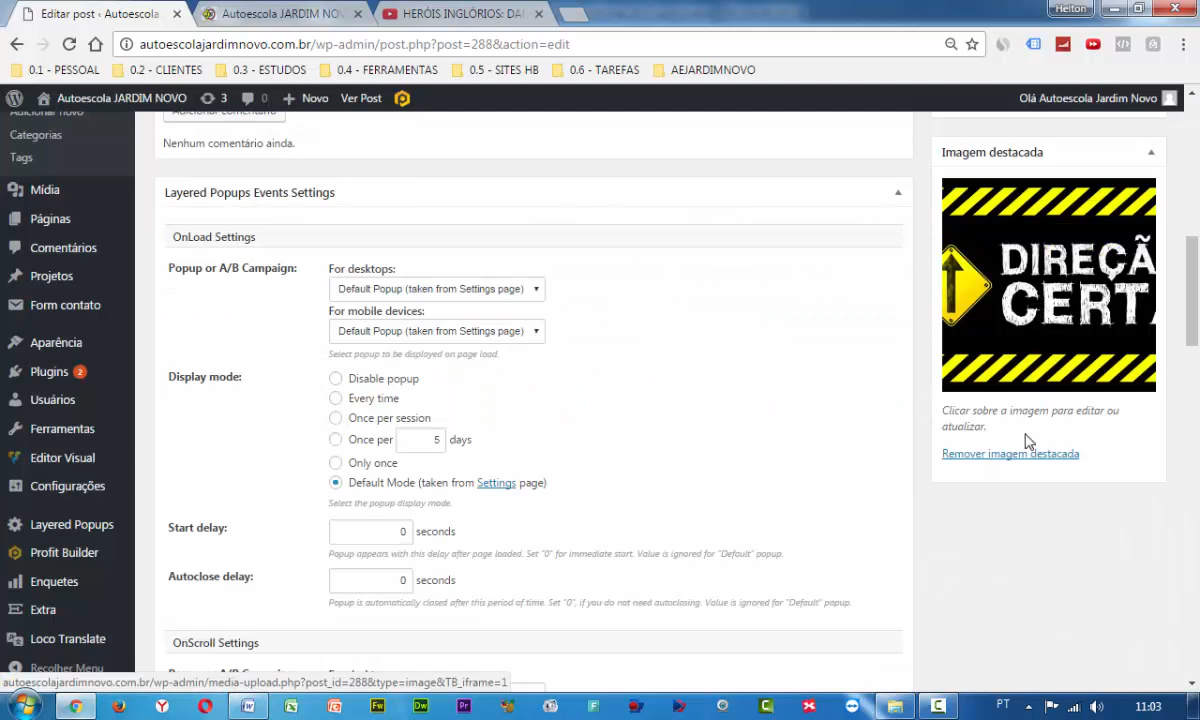 Editar post ‹ Autoescola
Autoescola JARDIM NOVO
HERÓIS INGLÓRIOS: DA
Helton
autoescolajardimnovo.com.br/wp-admin/post.php?post=288&action=edit
0.1 - PESSOAL
0.2 - CLIENTES
0.3 - ESTUDOS
0.4 - FERRAMENTAS
0.5 - SITES HB
0.6 - TAREFAS
AEJARDIMNOVO
Autoescola JARDIM NOVO
3
0
Novo
Ver Post
Olá Autoescola Jardim Novo
Adicionar novo
Categorias
Tags
Mídia
Páginas
Comentários
Projetos
Form contato
Aparência
Plugins 2
Usuários
Ferramentas
Editor Visual
Configurações
Layered Popups
Profit Builder
Enquetes
Extra
Loco Translate
Recolher Menu
Adicionar comentário
Nenhum comentário ainda.
Layered Popups Events Settings
OnLoad Settings
Popup or A/B Campaign:
For desktops:
Default Popup (taken from Settings page)
For mobile devices:
Default Popup (taken from Settings page)
Select popup to be displayed on page load.
Display mode:
Disable popup
Every time
Once per session
Once per 5 days
Only once
Default Mode (taken from Settings page)
Select the popup display mode.
Start delay:
0 seconds
Popup appears with this delay after page loaded. Set "0" for immediate start. Value is ignored for "Default" popup.
Autoclose delay:
0 seconds
Popup is automatically closed after this period of time. Set "0", if you do not need autoclosing. Value is ignored for "Default" popup.
OnScroll Settings
Imagem destacada
DIREÇÃ
CERT
Clicar sobre a imagem para editar ou
atualizar.
Remover imagem destacada
autoescolajardimnovo.com.br/wp-admin/media-upload.php?post_id=288&type=image&TB_iframe=1
PT
11:03